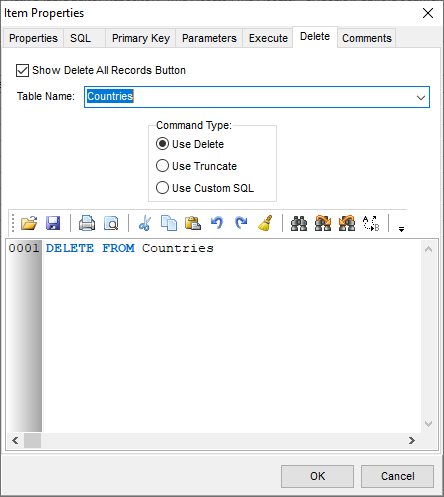 Item Properties
Properties SQL Primary Key Parameters Execute Delete Comments
Show Delete All Records Button
Table Name: Countries
Command Type:
Use Delete
Use Truncate
Use Custom SQL
A B
0001 DELETE FROM Countries
OK Cancel